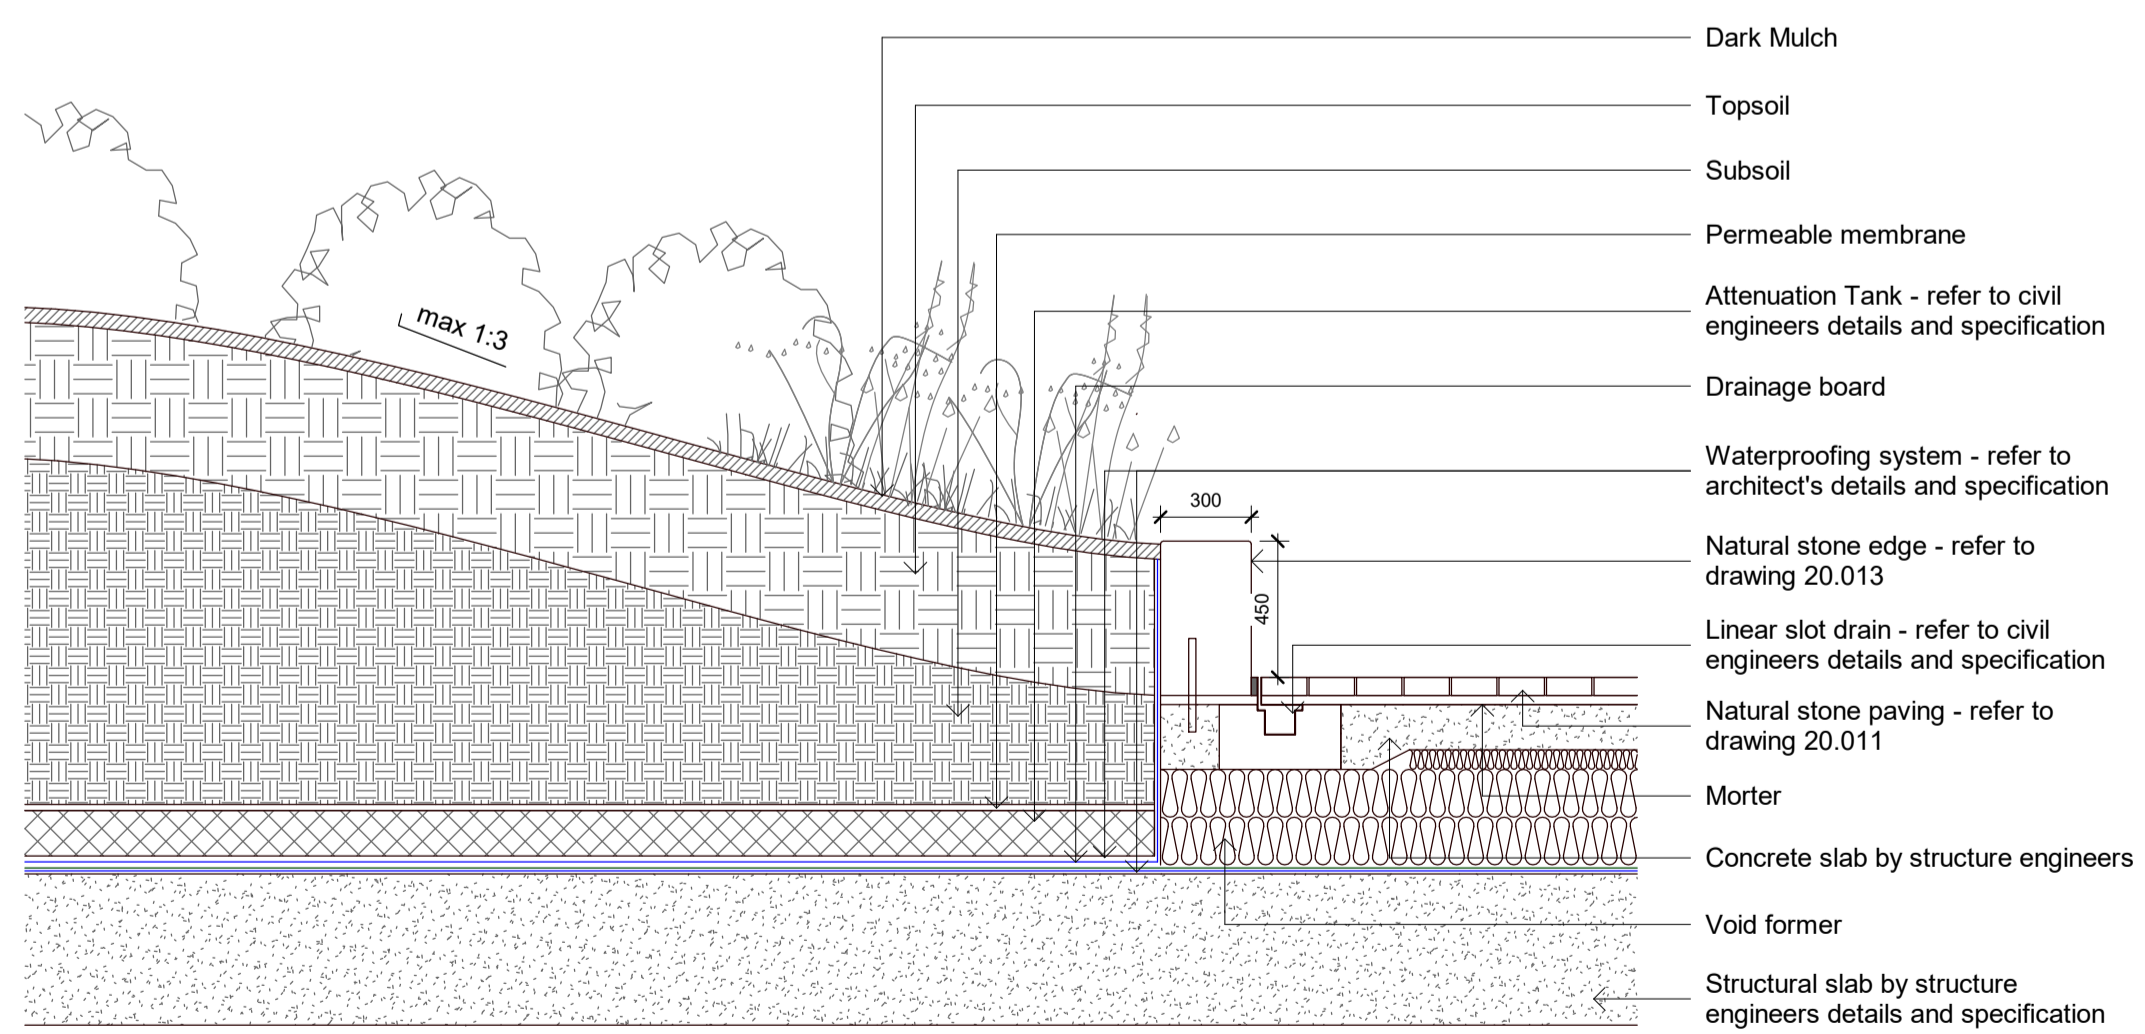 Dark Mulch
Topsoil
Subsoil
Permeable membrane
Attenuation Tank - refer to civil
engineers details and specification
max 1:3
Drainage board
Waterproofing system - refer to
architect's details and specification
300
Natural stone edge - refer to
drawing 20.013
450
Linear slot drain - refer to civil
engineers details and specification
Natural stone paving - refer to
drawing 20.011
Morter
Concrete slab by structure engineers
Void former
Structural slab by structure
engineers details and specification